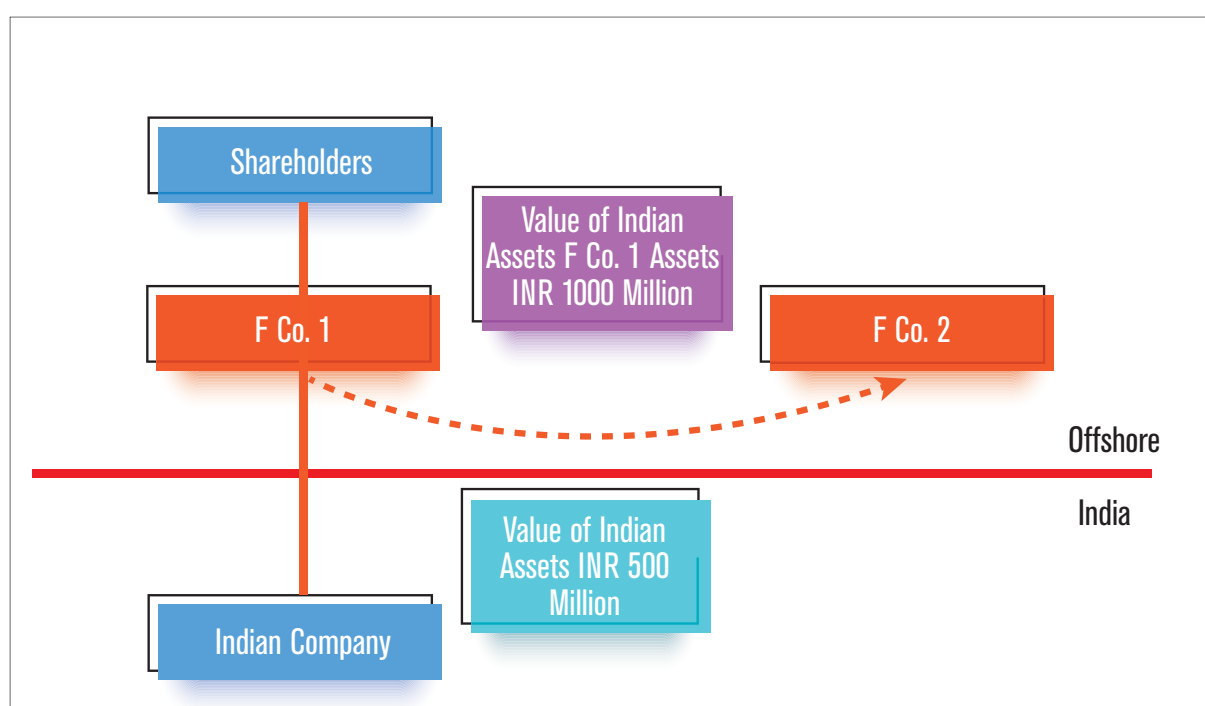 Shareholders
Value of Indian
Assets F Co. 1 Assets
INR 1000 Million
F Co. 1
F Co. 2
Offshore
India
Value of Indian
Assets INR 500
Million
Indian Company